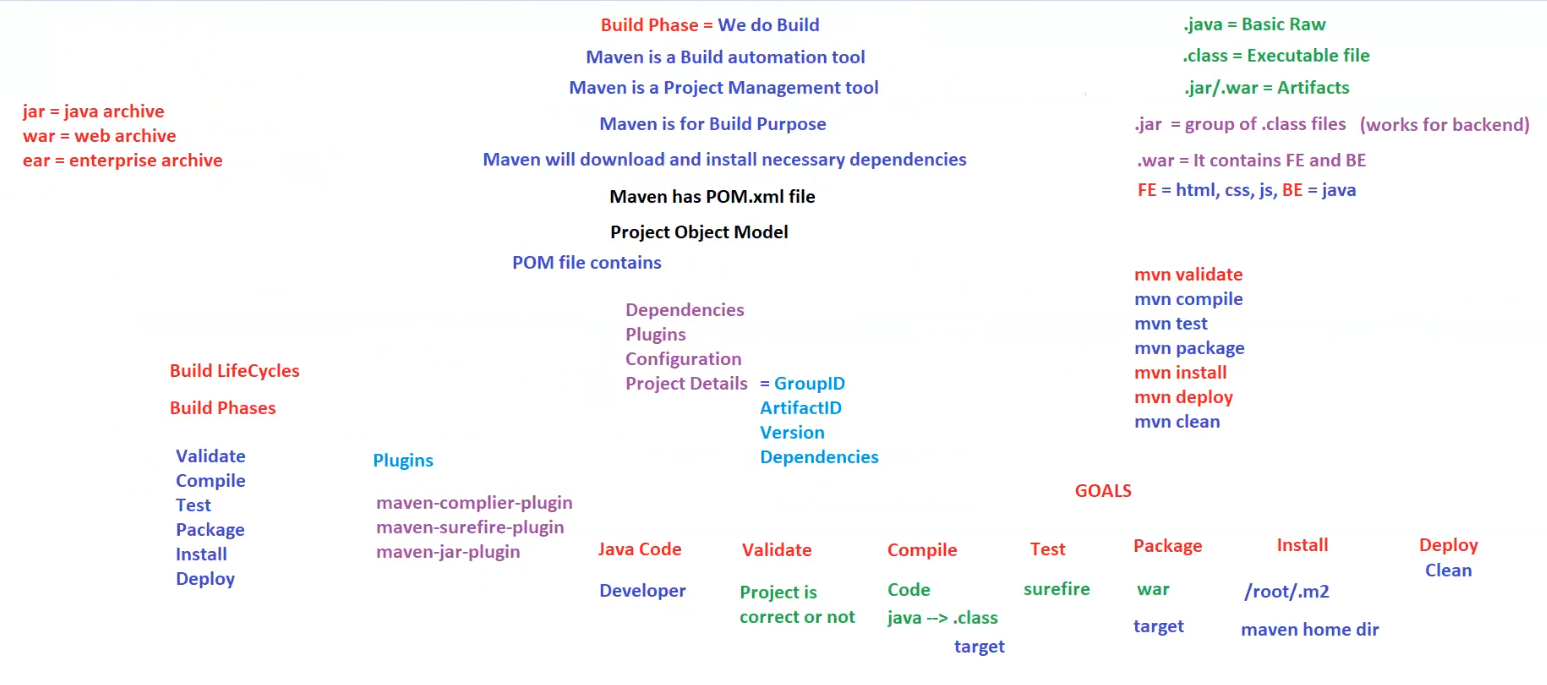 Build Phase = We do Build
Maven is a Build automation tool
Maven is a Project Management tool
Maven is for Build Purpose
Maven will download and install necessary dependencies
Maven has POM.xml file
Project Object Model
POM file contains
Dependencies
Plugins
Configuration
Project Details = GroupID
ArtifactID
Version
Dependencies
.java = Basic Raw
.class = Executable file
.jar/.war = Artifacts
.jar = group of .class files (works for backend)
.war = It contains FE and BE
FE = html, css, js, BE = java
jar = java archive
war = web archive
ear = enterprise archive
mvn validate
mvn compile
mvn test
mvn package
mvn install
mvn deploy
mvn clean
Build LifeCycles
Build Phases
Validate
Compile
Test
Package
Install
Deploy
Plugins
maven-complier-plugin
maven-surefire-plugin
maven-jar-plugin
GOALS
Java Code
Developer
Validate
Project is
correct or not
Compile
Code
java --> .class
target
Test
surefire
Package
war
target
Install
/root/.m2
maven home dir
Deploy
Clean